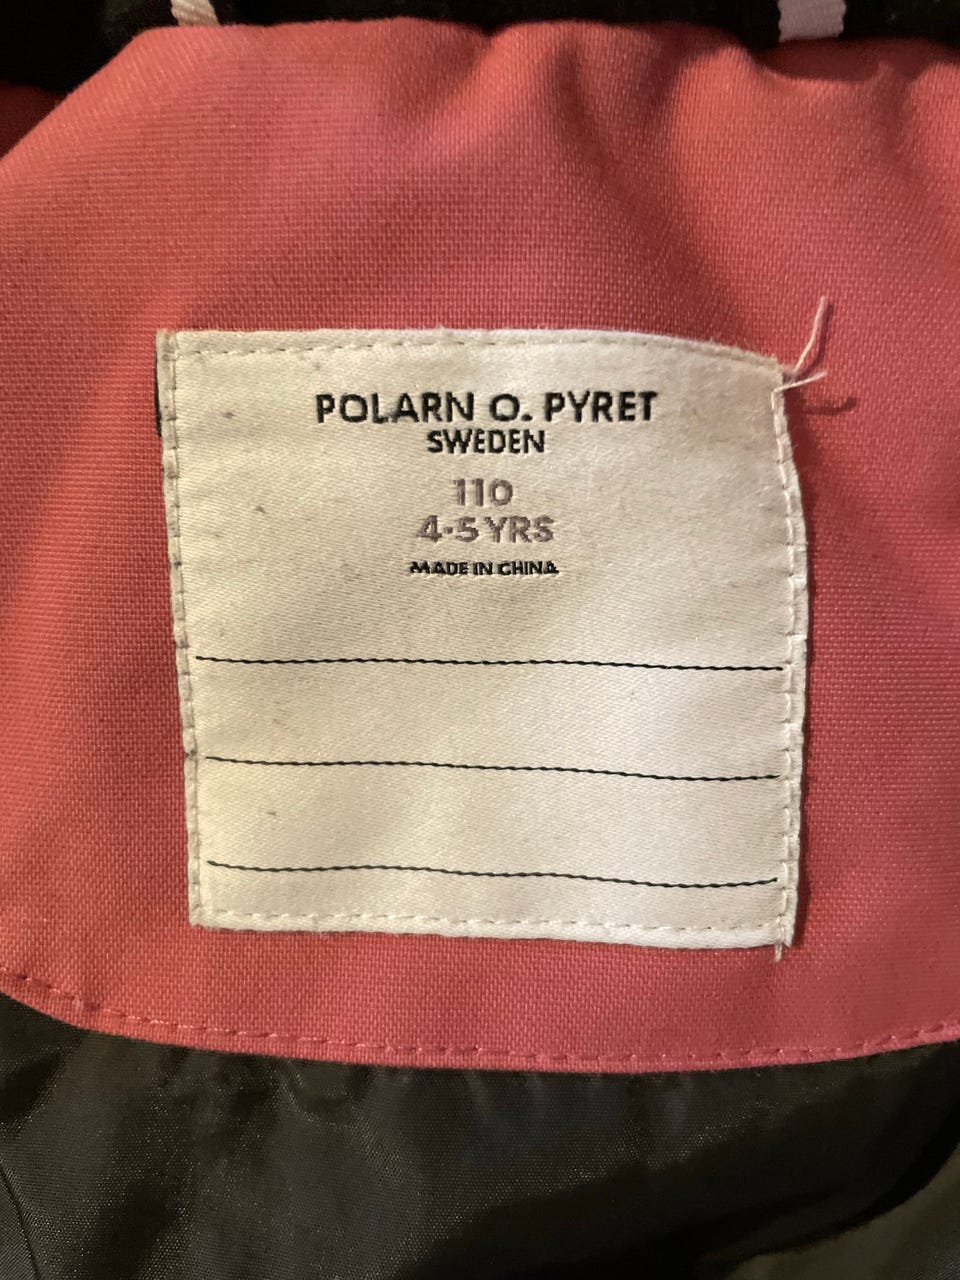 POLARN O. PYRET
SWEDEN
110
4-5 YRS
MADE IN CHINA